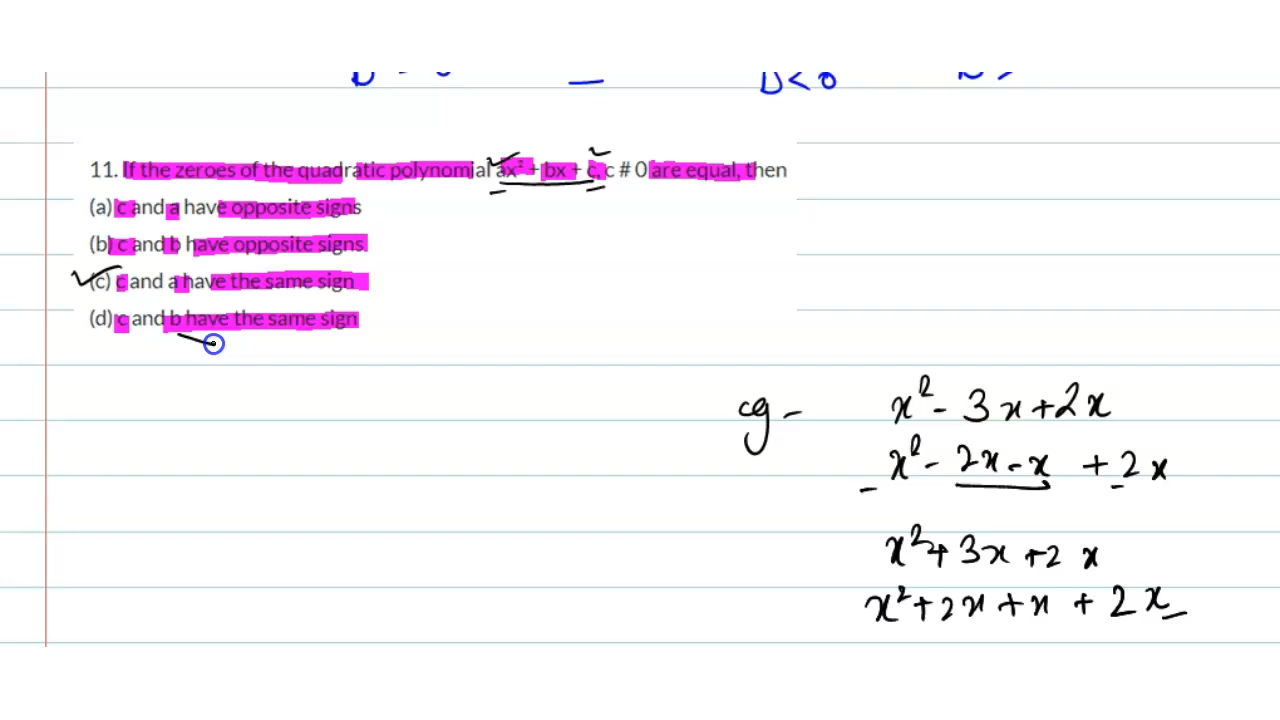 D<0
11. If the zeroes of the quadratic polynomial ax² + bx + c, c # 0 are equal, then
(a) c and a have opposite signs
(b) c and b have opposite signs
(c) c and a have the same sign
(d) c and b have the same sign
eg - x² - 3x + 2x
x² - 2x - x + 2x
x² + 3x + 2x
x² + 2x + x + 2x